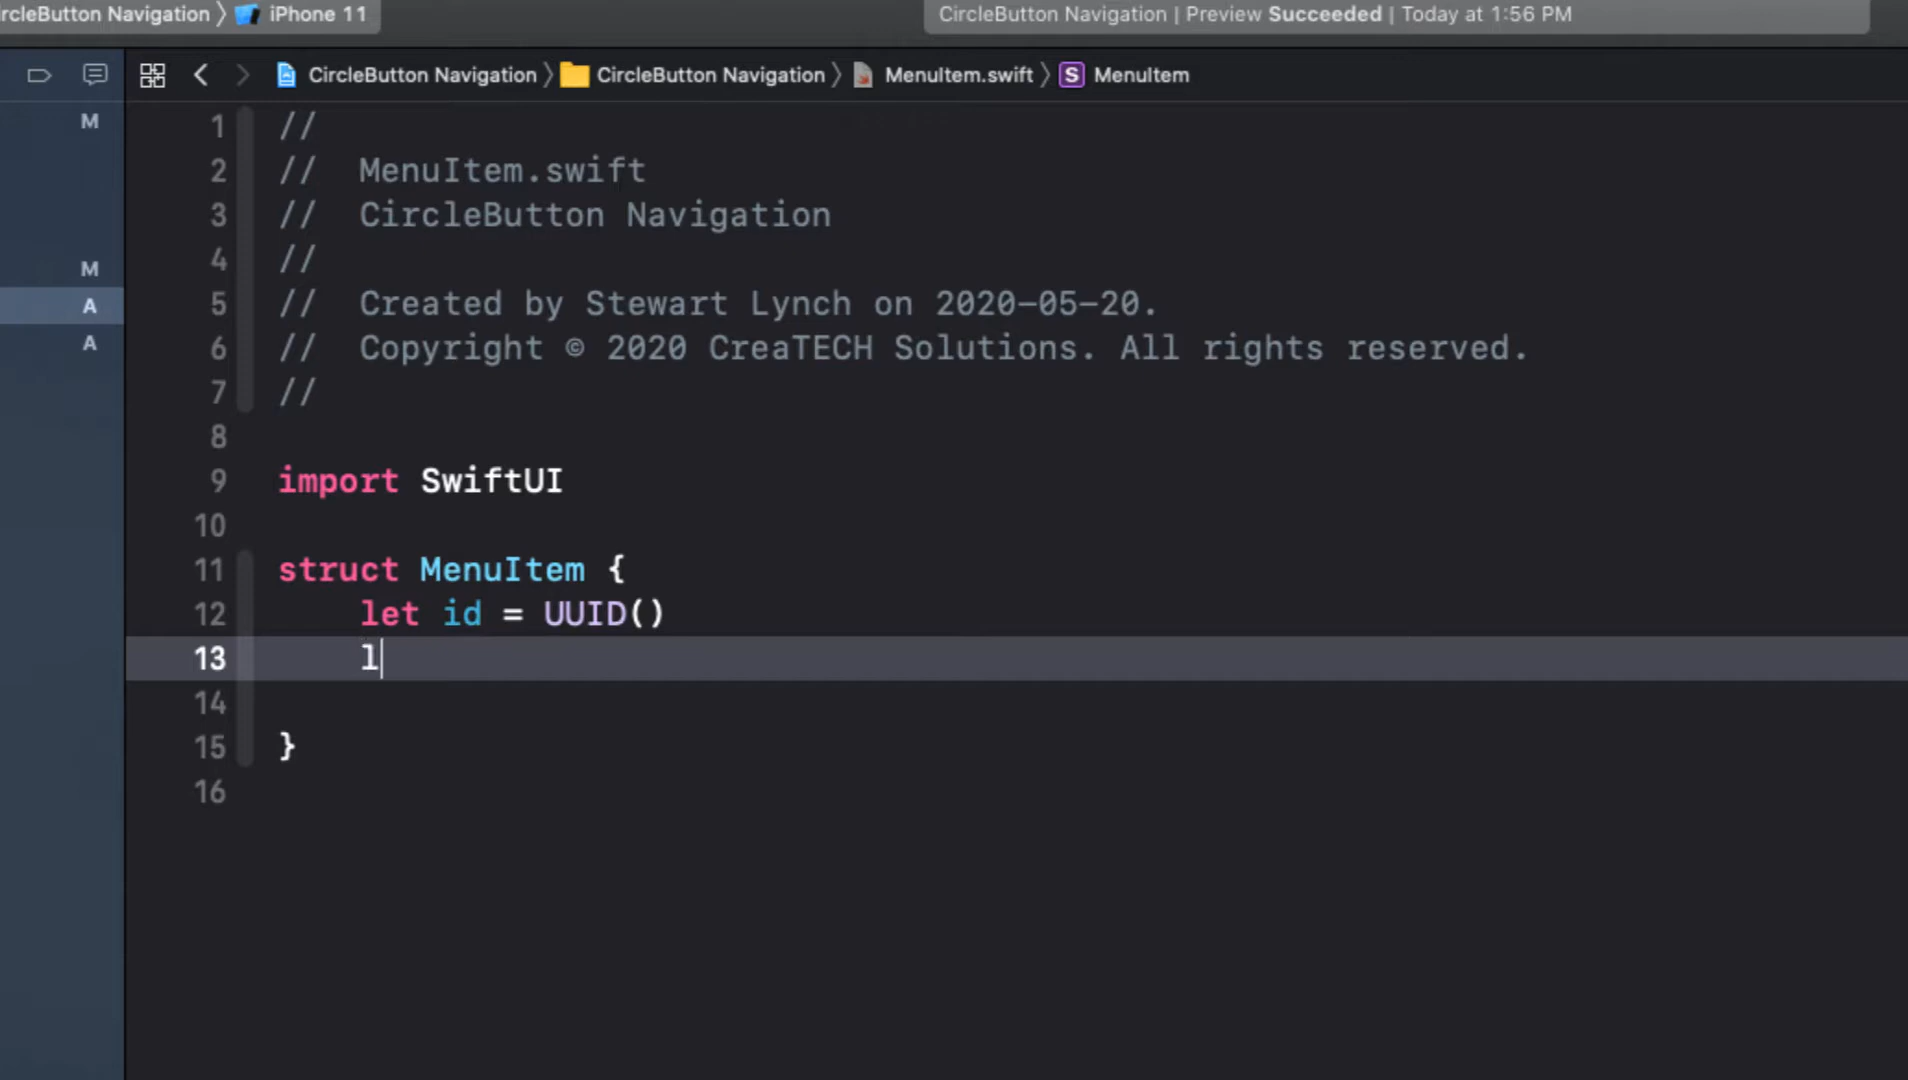 rcleButton Navigation 〉 iPhone 11
CircleButton Navigation | Preview Succeeded | Today at 1:56 PM
CircleButton Navigation 〉 CircleButton Navigation 〉 MenuItem.swift 〉 S MenuItem
M
M
A
A
1 //
2 //  MenuItem.swift
3 //  CircleButton Navigation
4 //
5 //  Created by Stewart Lynch on 2020-05-20.
6 //  Copyright © 2020 CreaTECH Solutions. All rights reserved.
7 //
8
9 import SwiftUI
10
11 struct MenuItem {
12     let id = UUID()
13     l
14
15 }
16